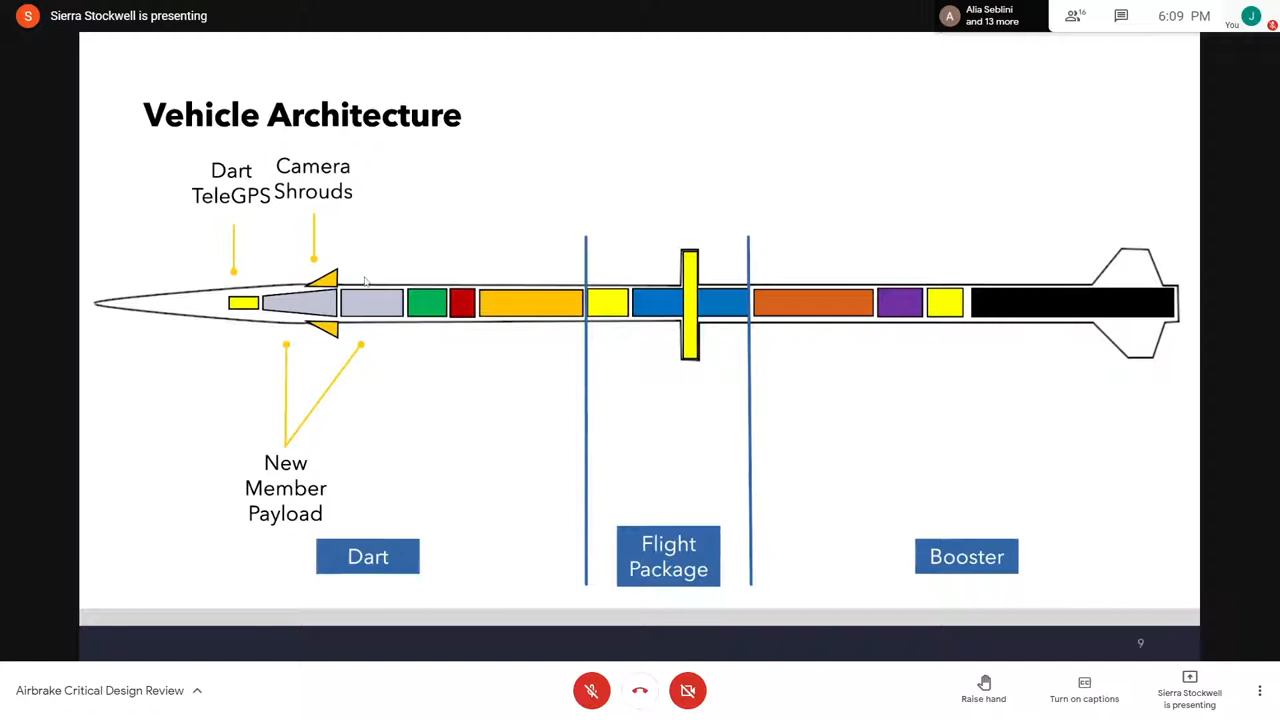 S
Sierra Stockwell is presenting
A
Alia Seblini
and 13 more
16
6:09 PM
You
J
Vehicle Architecture
Dart
TeleGPS
Camera
Shrouds
New
Member
Payload
Dart
Flight
Package
Booster
9
Airbrake Critical Design Review
Raise hand
Turn on captions
Sierra Stockwell
is presenting